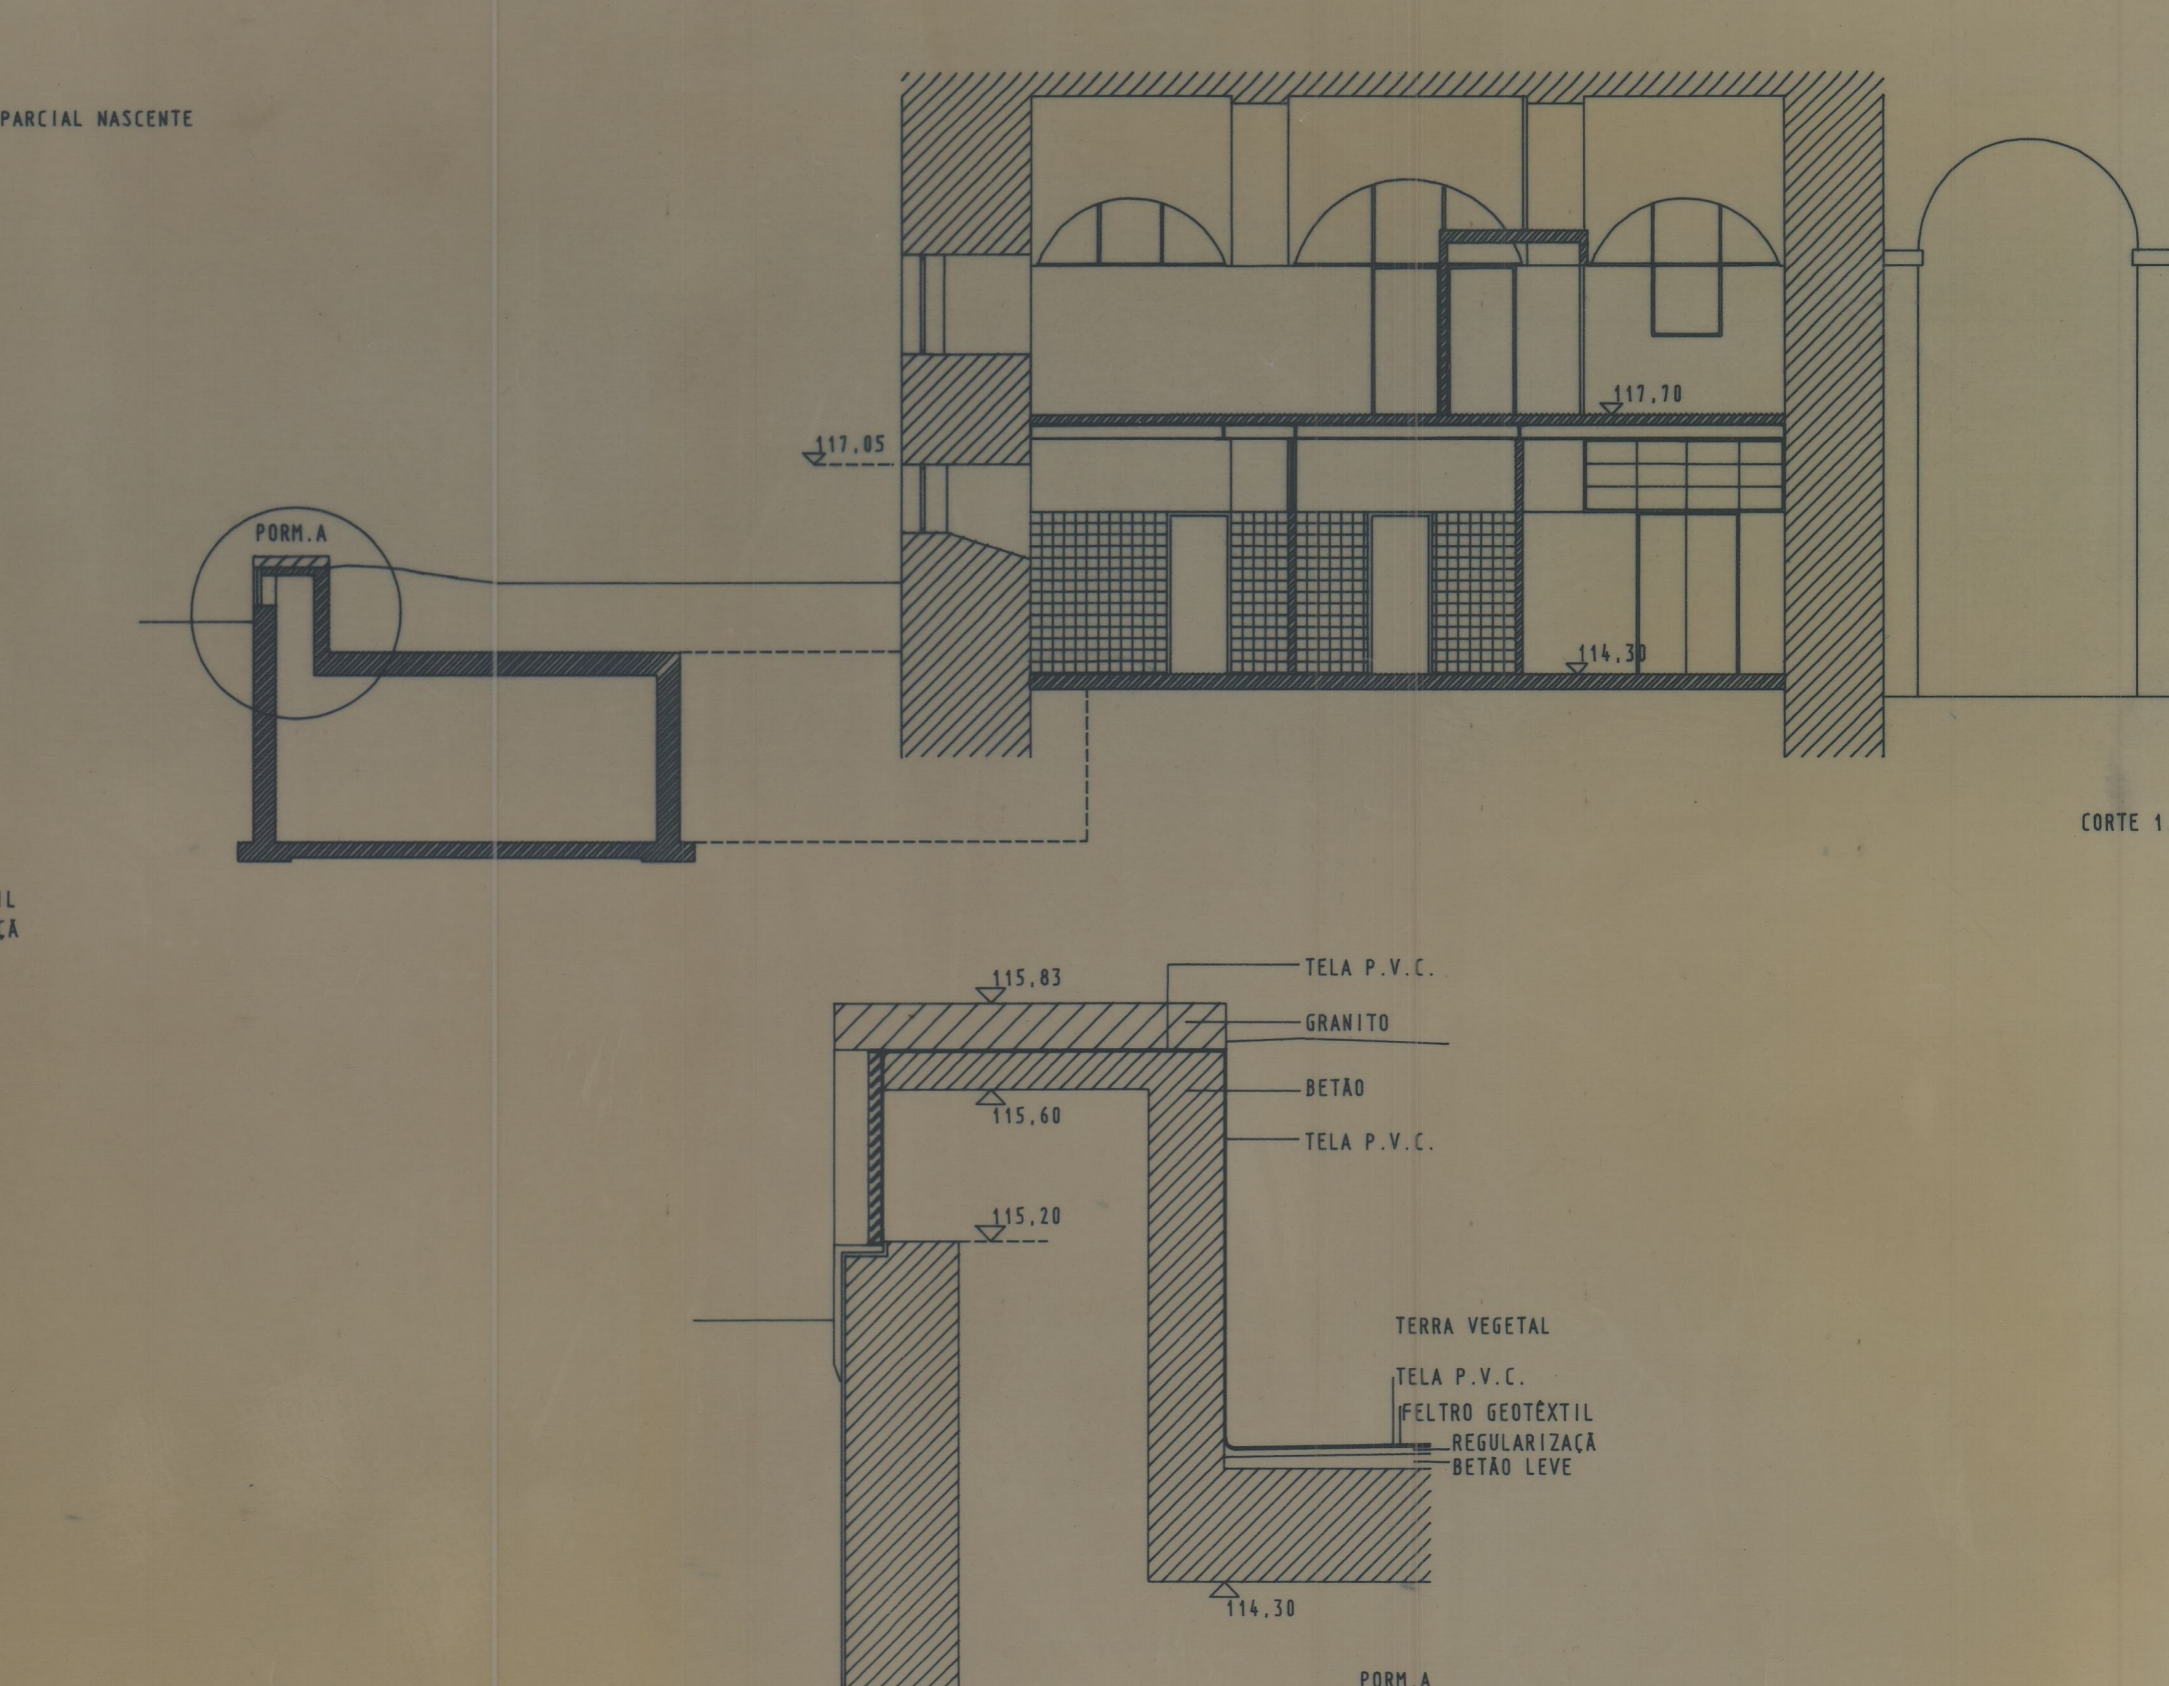 PARCIAL NASCENTE
117,70
117,05
PORM.A
114,30
CORTE 1
IL
ÇÃ
TELA P.V.C.
115,83
GRANITO
BETÃO
115,60
TELA P.V.C.
115,20
TERRA VEGETAL
TELA P.V.C.
FELTRO GEOTÊXTIL
REGULARIZAÇÃ
BETÃO LEVE
114,30
PORM.A